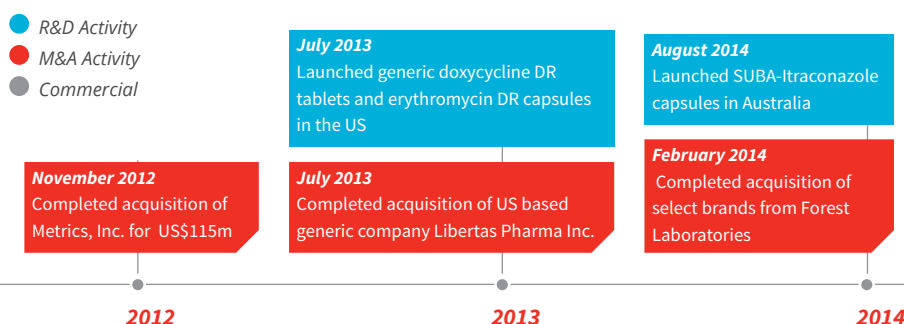 R&D Activity
M&A Activity
Commercial
July 2013
Launched generic doxycycline DR
tablets and erythromycin DR capsules
in the US
August 2014
Launched SUBA-Itraconazole
capsules in Australia
November 2012
Completed acquisition of
Metrics, Inc. for US$115m
July 2013
Completed acquisition of US based
generic company Libertas Pharma Inc.
February 2014
Completed acquisition of
select brands from Forest
Laboratories
2012
2013
2014